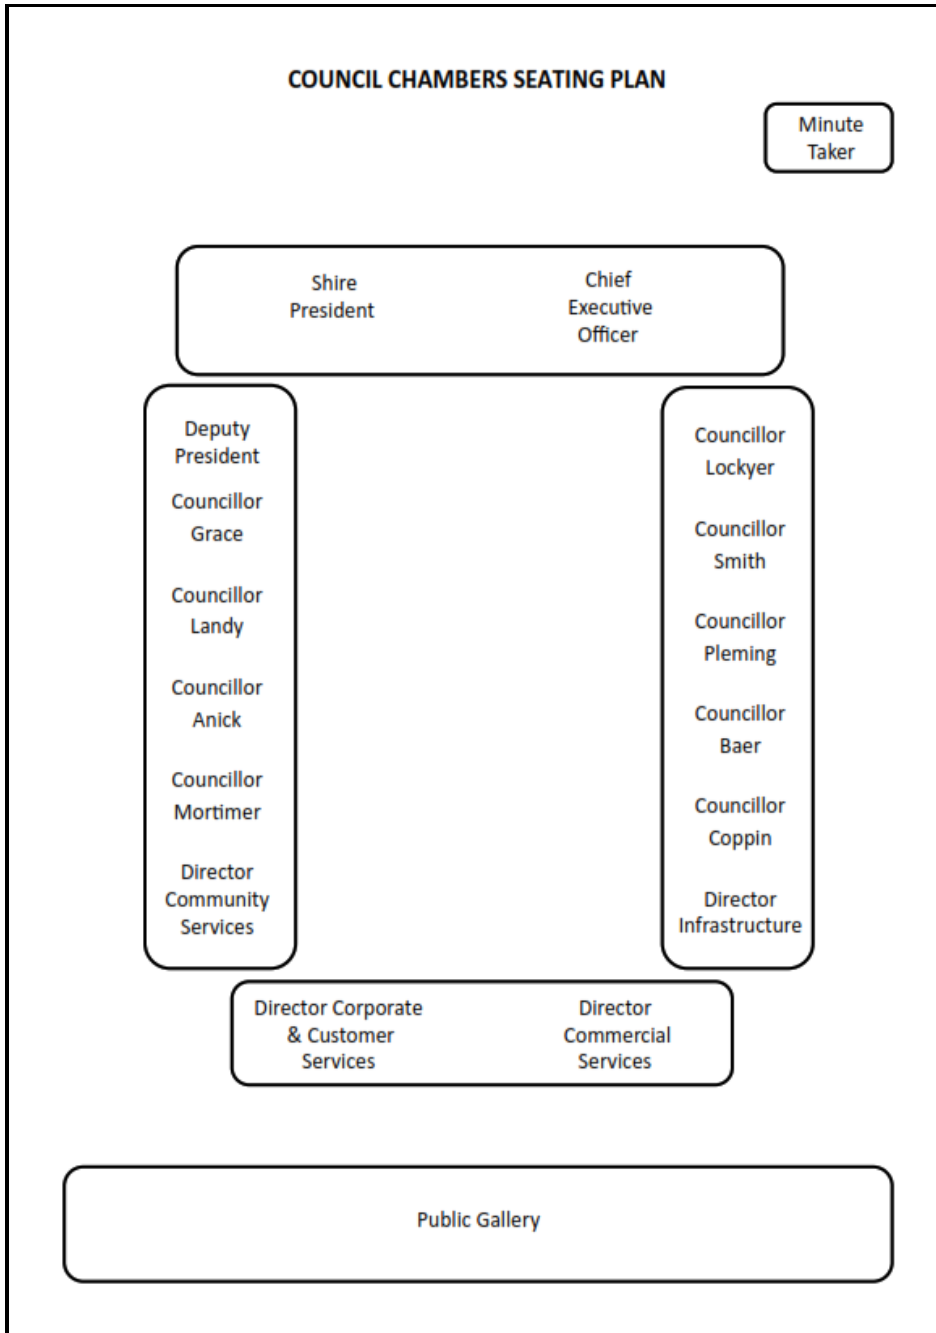 COUNCIL CHAMBERS SEATING PLAN
Minute
Taker
Shire
President
Chief
Executive
Officer
Deputy
President
Councillor
Grace
Councillor
Landy
Councillor
Anick
Councillor
Mortimer
Director
Community
Services
Councillor
Lockyer
Councillor
Smith
Councillor
Pleming
Councillor
Baer
Councillor
Coppin
Director
Infrastructure
Director Corporate
& Customer
Services
Director
Commercial
Services
Public Gallery